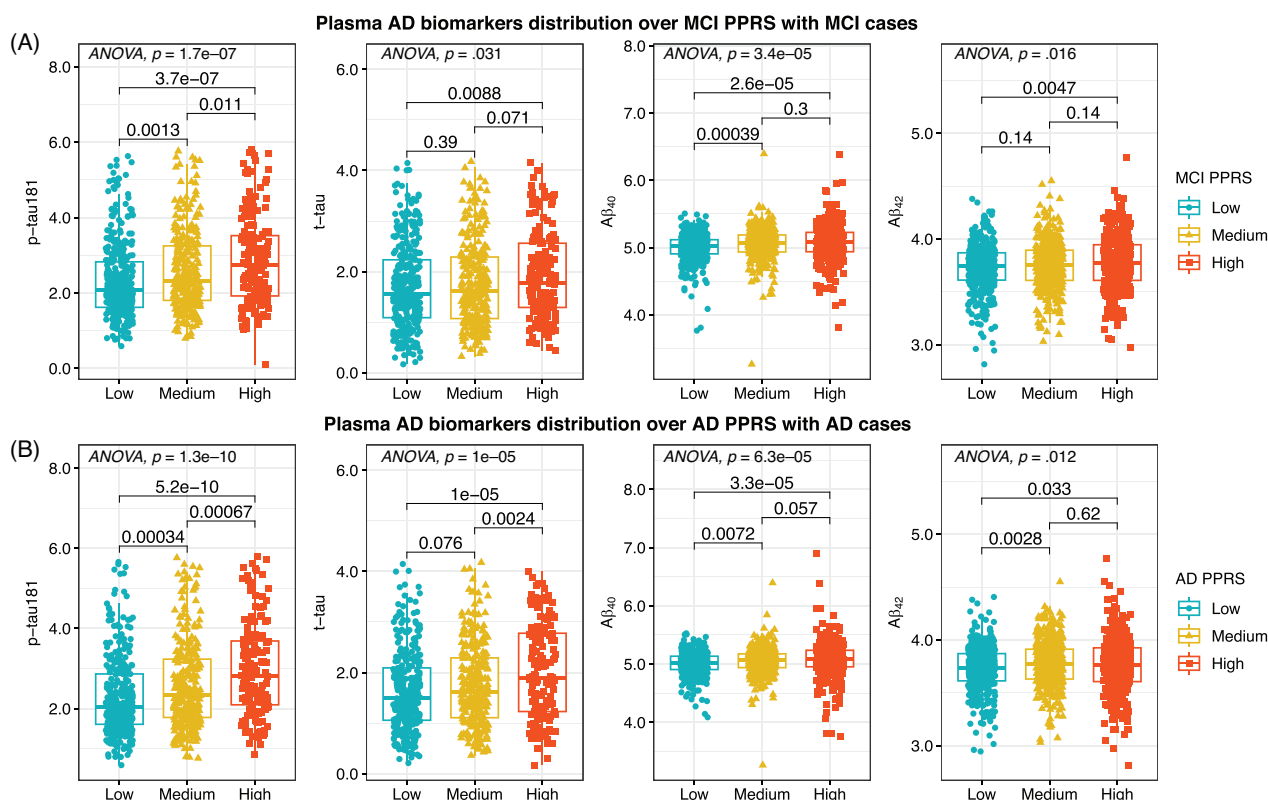 Plasma AD biomarkers distribution over MCI PPRS with MCI cases
(A)
ANOVA, p = 1.7e−07
3.7e−07
0.011
0.0013
p−tau181
8.0
6.0
4.0
2.0
0.0
Low Medium High
ANOVA, p = .031
0.0088
0.071
0.39
t−tau
6.0
4.0
2.0
0.0
Low Medium High
ANOVA, p = 3.4e−05
2.6e−05
0.3
0.00039
Aβ40
8.0
7.0
6.0
5.0
4.0
Low Medium High
ANOVA, p = .016
0.0047
0.14
0.14
Aβ42
5.0
4.0
3.0
Low Medium High
MCI PPRS
Low
Medium
High
Plasma AD biomarkers distribution over AD PPRS with AD cases
(B)
ANOVA, p = 1.3e−10
5.2e−10
0.00067
0.00034
p−tau181
8.0
6.0
4.0
2.0
Low Medium High
ANOVA, p = 1e−05
1e−05
0.0024
0.076
t−tau
6.0
4.0
2.0
0.0
Low Medium High
ANOVA, p = 6.3e−05
3.3e−05
0.057
0.0072
Aβ40
8.0
7.0
6.0
5.0
4.0
Low Medium High
ANOVA, p = .012
0.033
0.62
0.0028
Aβ42
5.0
4.0
3.0
Low Medium High
AD PPRS
Low
Medium
High